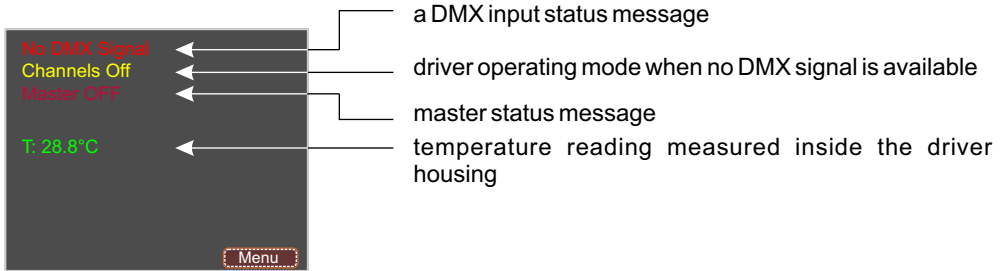 a DMX input status message
No DMX Signal
Channels Off
driver operating mode when no DMX signal is available
Master OFF
master status message
T: 28.8°C
temperature reading measured inside the driver
housing
Menu